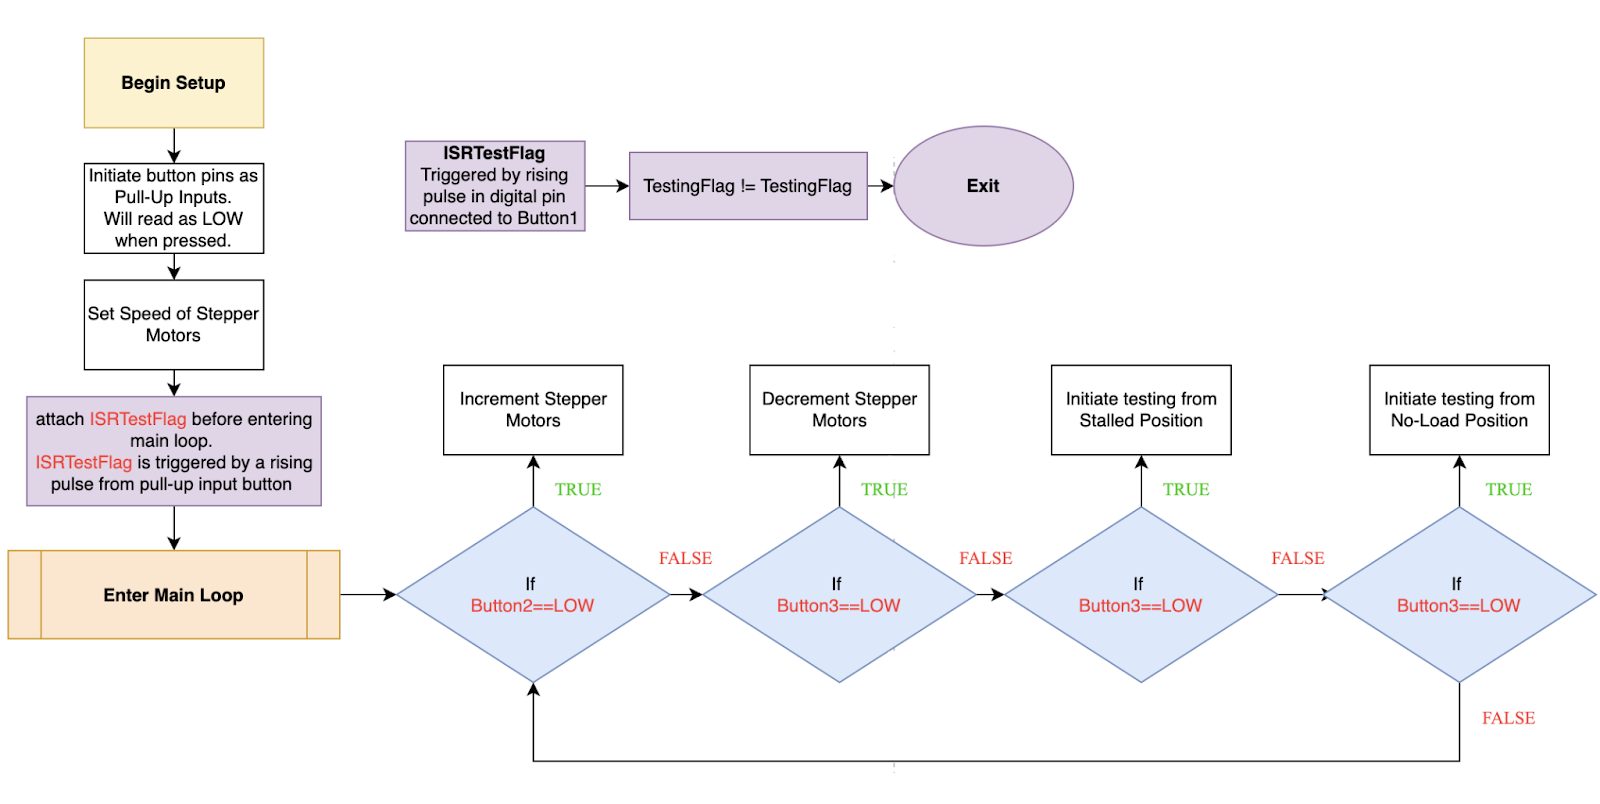 Begin Setup
Initiate button pins as
Pull-Up Inputs.
Will read as LOW
when pressed.
Set Speed of Stepper
Motors
attach ISRTestFlag before entering
main loop.
ISRTestFlag is triggered by a rising
pulse from pull-up input button
Enter Main Loop
ISRTestFlag
Triggered by rising
pulse in digital pin
connected to Button1
TestingFlag != TestingFlag
Exit
Increment Stepper
Motors
TRUE
If
Button2==LOW
FALSE
Decrement Stepper
Motors
TRUE
If
Button3==LOW
FALSE
Initiate testing from
Stalled Position
TRUE
If
Button3==LOW
FALSE
Initiate testing from
No-Load Position
TRUE
If
Button3==LOW
FALSE